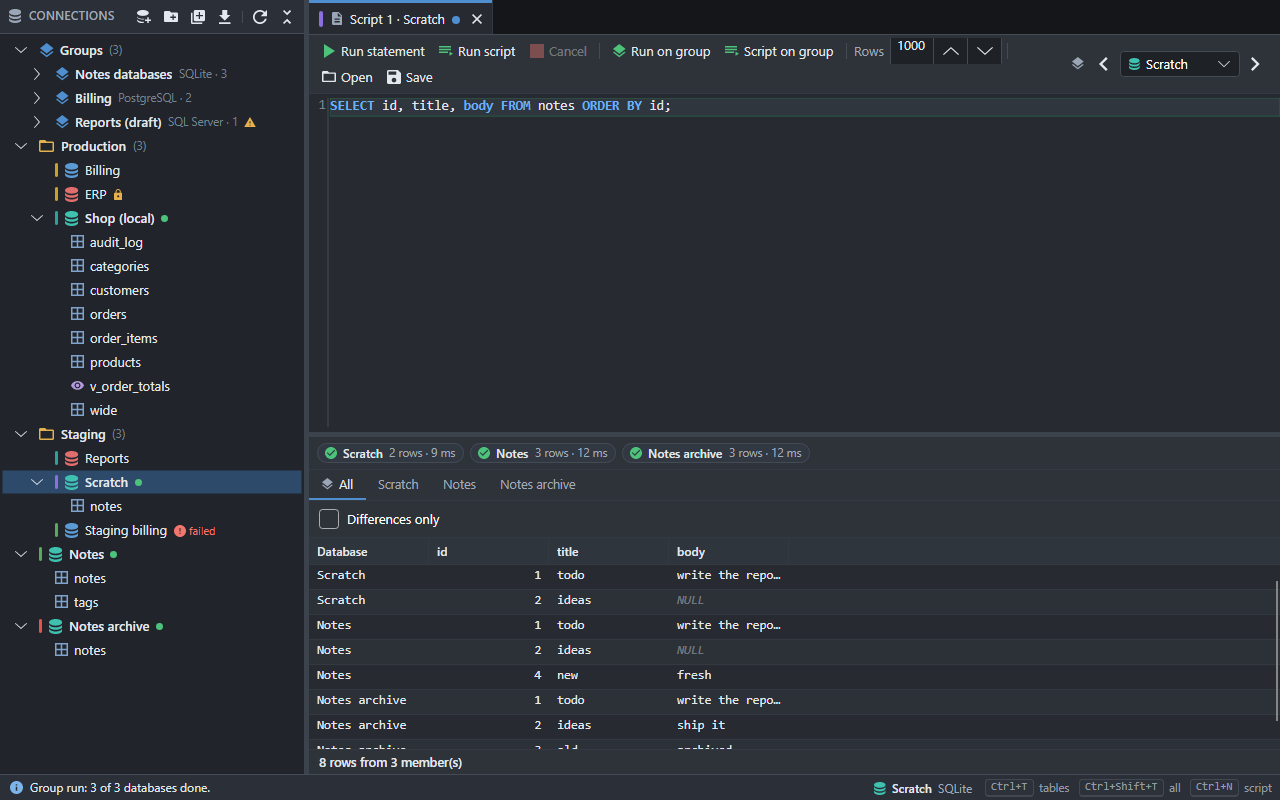 CONNECTIONS
Groups (3)
Notes databases SQLite · 3
Billing PostgreSQL · 2
Reports (draft) SQL Server · 1
Production (3)
Billing
ERP
Shop (local)
audit_log
categories
customers
orders
order_items
products
v_order_totals
wide
Staging (3)
Reports
Scratch
notes
Staging billing failed
Notes
notes
tags
Notes archive
notes
Script 1 · Scratch
Run statement Run script Cancel Run on group Script on group Rows 1000
Open Save
Scratch
1 SELECT id, title, body FROM notes ORDER BY id;
Scratch 2 rows · 9 ms Notes 3 rows · 12 ms Notes archive 3 rows · 12 ms
All Scratch Notes Notes archive
Differences only
Database id title body
Scratch 1 todo write the repo…
Scratch 2 ideas NULL
Notes 1 todo write the repo…
Notes 2 ideas NULL
Notes 4 new fresh
Notes archive 1 todo write the repo…
Notes archive 2 ideas ship it
8 rows from 3 member(s)
Group run: 3 of 3 databases done.
Scratch SQLite Ctrl+T tables Ctrl+Shift+T all Ctrl+N script